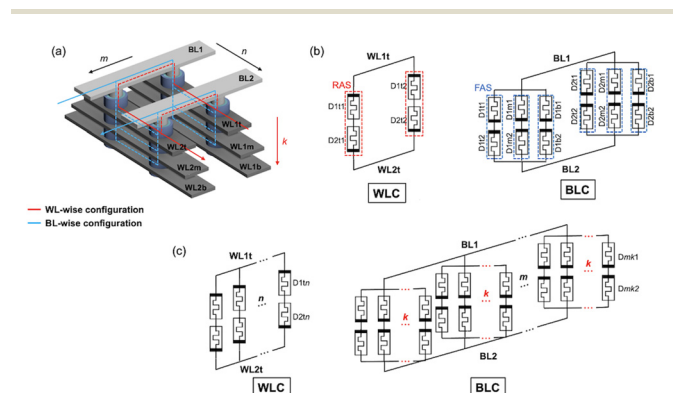 (a)
m
n
BL1
BL2
WL1t
WL2t
WL1m
WL2m
WL1b
WL2b
k
WL-wise configuration
BL-wise configuration
(b)
WL1t
RAS
D1t1
D2t1
D1t2
D2t2
WL2t
WLC
BL1
FAS
D1t1
D1t2
D1m1
D1m2
D1b1
D1b2
D2t1
D2t2
D2m1
D2m2
D2b1
D2b2
BL2
BLC
(c)
WL1t
...
D1tn
n
...
D2tn
...
WL2t
WLC
BL1
...
k
...
k
...
m
...
k
...
Dmk1
Dmk2
BL2
BLC